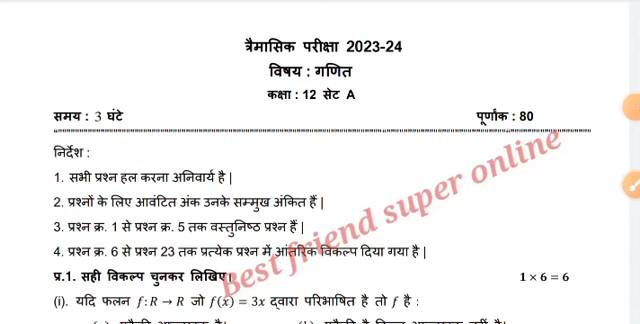 त्रैमासिक परीक्षा 2023-24
विषय : गणित
कक्षा : 12 सेट A
समय : 3 घंटे पूर्णांक : 80
निर्देश :
1. सभी प्रश्न हल करना अनिवार्य है |
2. प्रश्नों के लिए आवंटित अंक उनके सम्मुख अंकित हैं |
3. प्रश्न क्र. 1 से प्रश्न क्र. 5 तक वस्तुनिष्ठ प्रश्न हैं |
4. प्रश्न क्र. 6 से प्रश्न 23 तक प्रत्येक प्रश्न में आंतरिक विकल्प दिया गया है |
प्र.1. सही विकल्प चुनकर लिखिए। 1 × 6 = 6
(i). यदि फलन f: R → R जो f(x) = 3x द्वारा परिभाषित है तो f है :
Best friend super online